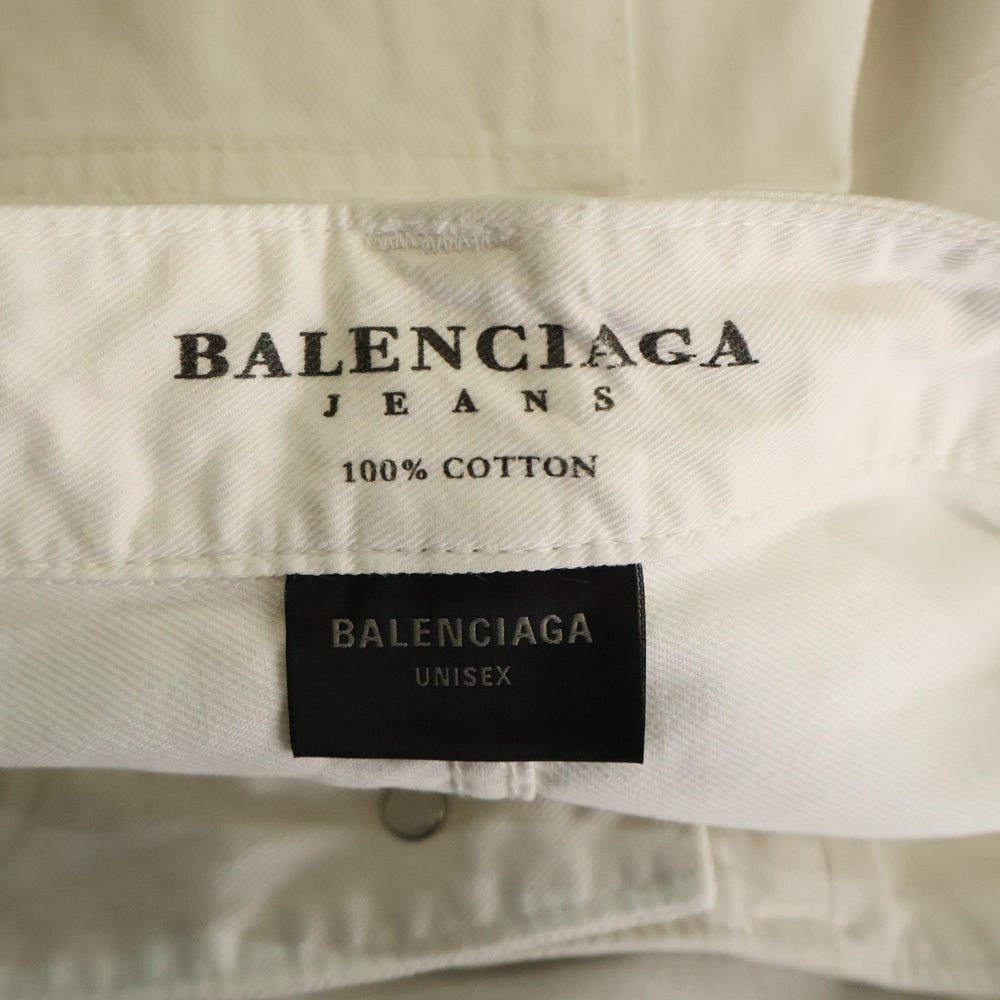 BALENCIAGA
JEANS
100% COTTON
BALENCIAGA
UNISEX